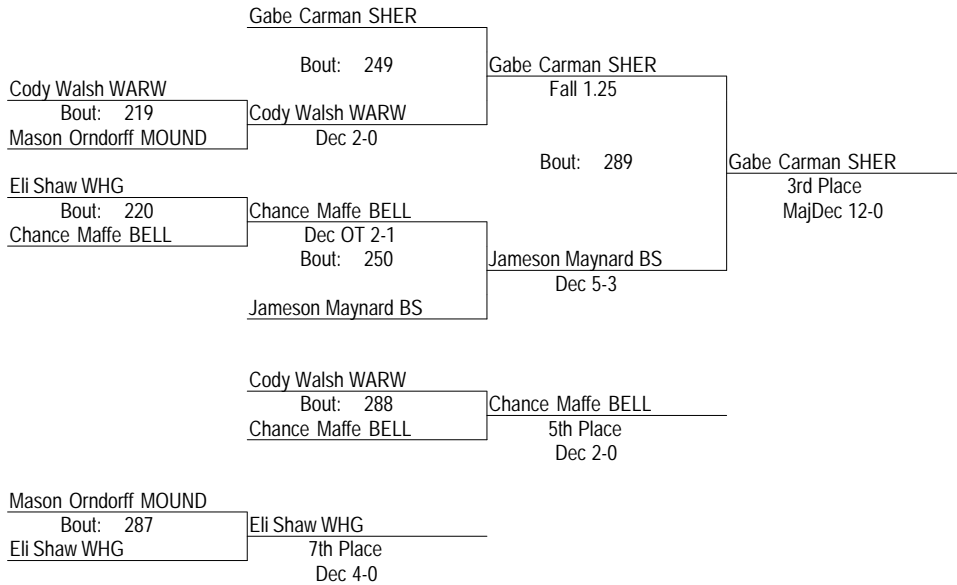 Gabe Carman SHER
Bout: 249
Gabe Carman SHER
Fall 1.25
Cody Walsh WARW
Bout: 219
Mason Orndorff MOUND
Cody Walsh WARW
Dec 2-0
Bout: 289
Gabe Carman SHER
3rd Place
MajDec 12-0
Eli Shaw WHG
Bout: 220
Chance Maffe BELL
Chance Maffe BELL
Dec OT 2-1
Bout: 250
Jameson Maynard BS
Dec 5-3
Jameson Maynard BS
Cody Walsh WARW
Bout: 288
Chance Maffe BELL
Chance Maffe BELL
5th Place
Dec 2-0
Mason Orndorff MOUND
Bout: 287
Eli Shaw WHG
Eli Shaw WHG
7th Place
Dec 4-0